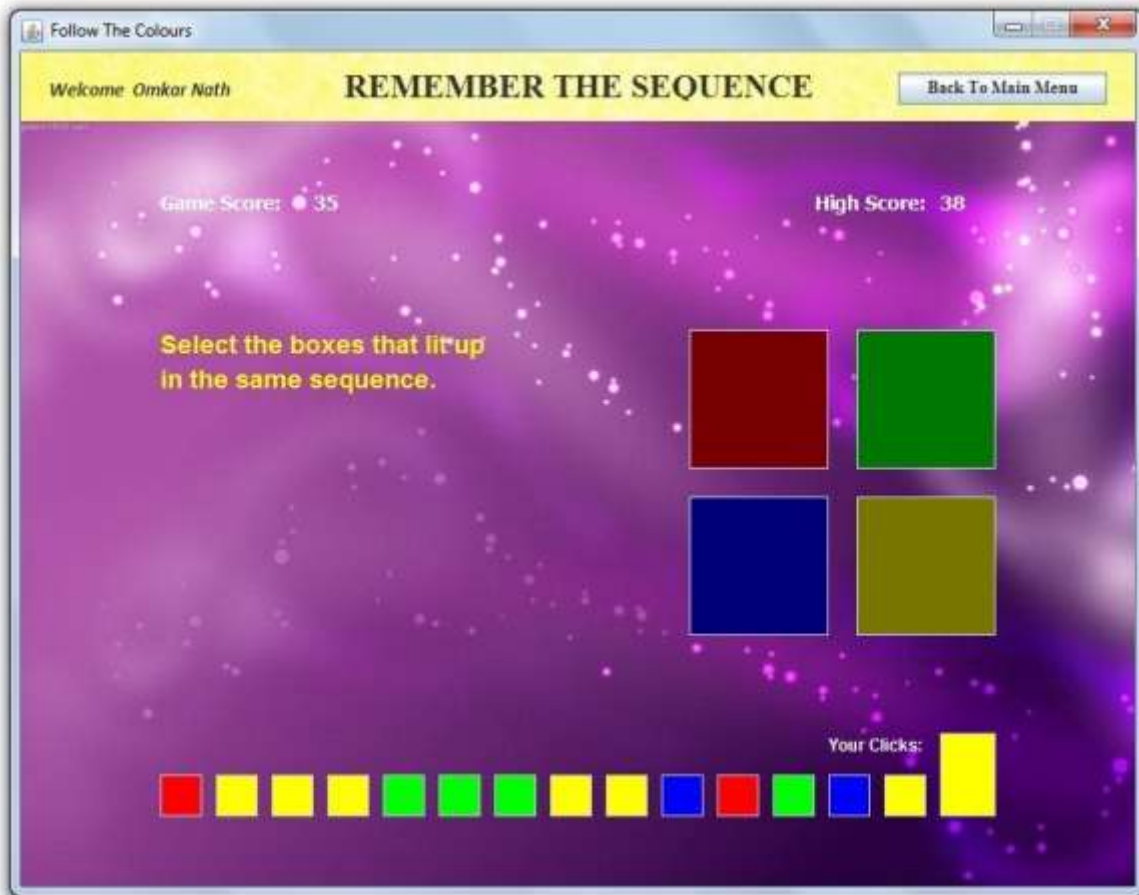 Follow The Colours
Welcome Omkar Nath
REMEMBER THE SEQUENCE
Back To Main Menu
Game Score: 35
High Score: 38
Select the boxes that lit up
in the same sequence.
Your Clicks: